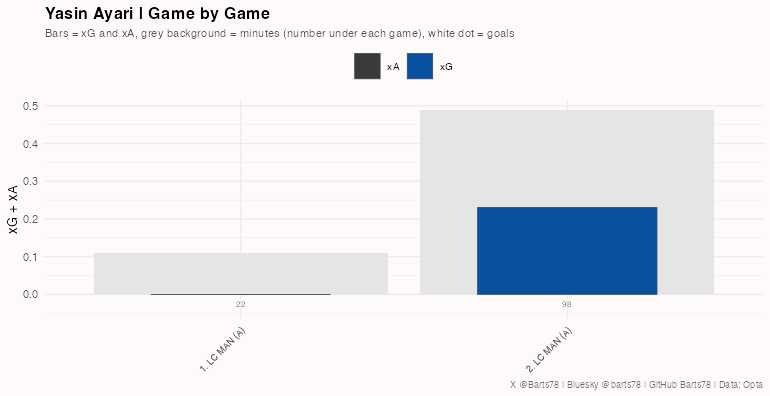 Yasin Ayari | Game by Game
Bars = xG and xA, grey background = minutes (number under each game), white dot = goals
xA xG
xG + xA
0.5
0.4
0.3
0.2
0.1
0.0
22 98
1. LC MAN (A) 2. LC MAN (A)
X @Barts78 | Bluesky @barts78 | GitHub Barts78 | Data: Opta